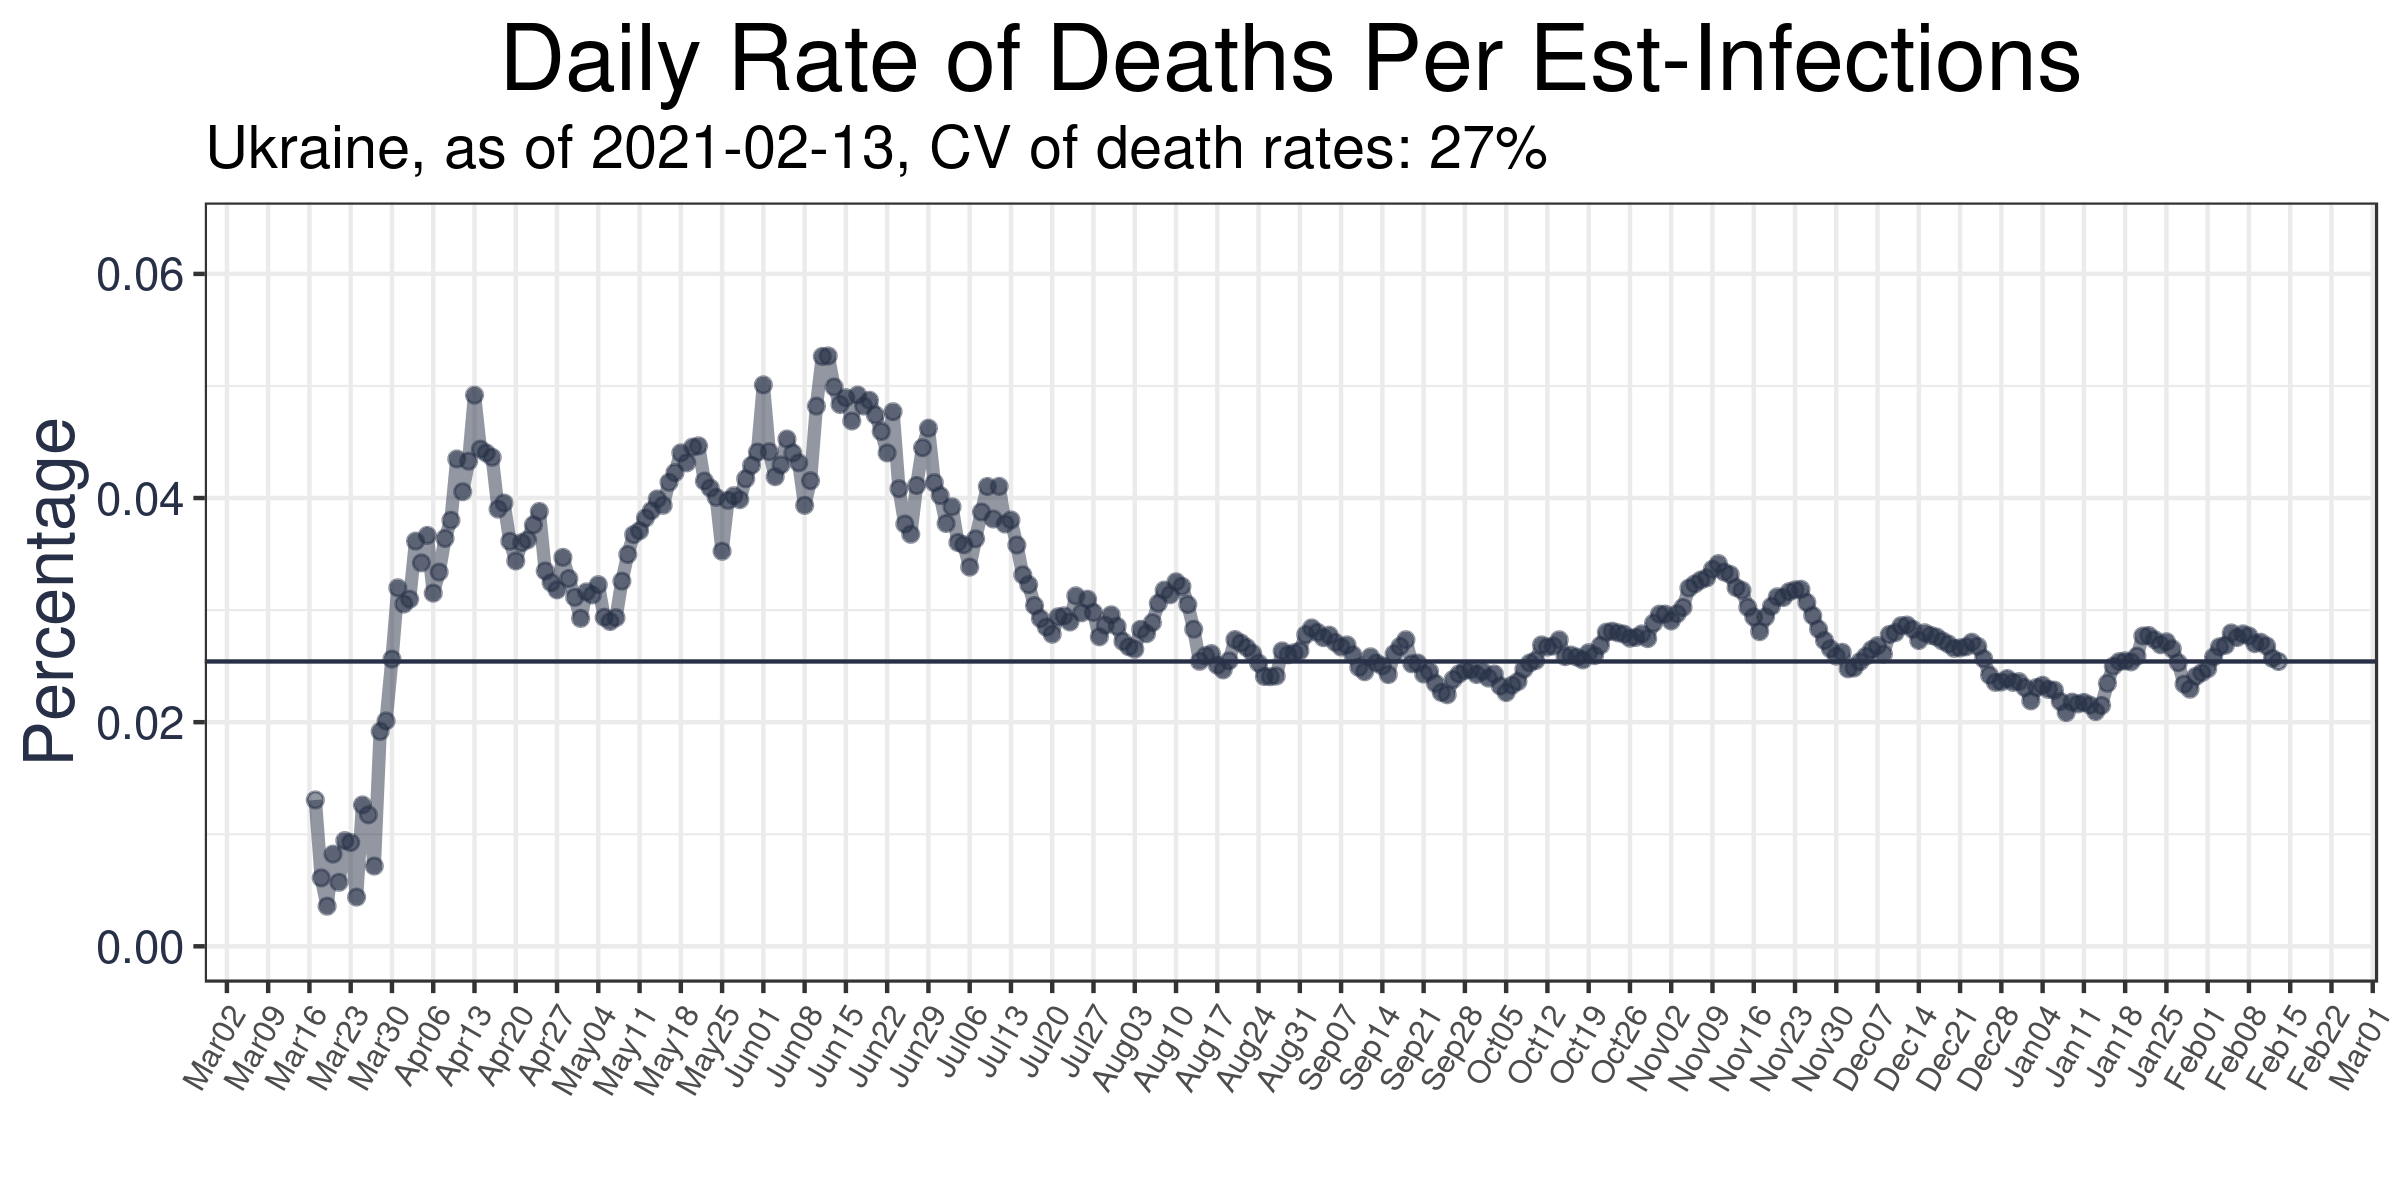 Daily Rate of Deaths Per Est-Infections
Ukraine, as of 2021-02-13, CV of death rates: 27%
Percentage
0.06
0.04
0.02
0.00
Mar02
Mar09
Mar16
Mar23
Mar30
Apr06
Apr13
Apr20
Apr27
May04
May11
May18
May25
Jun01
Jun08
Jun15
Jun22
Jun29
Jul06
Jul13
Jul20
Jul27
Aug03
Aug10
Aug17
Aug24
Aug31
Sep07
Sep14
Sep21
Sep28
Oct05
Oct12
Oct19
Oct26
Nov02
Nov09
Nov16
Nov23
Nov30
Dec07
Dec14
Dec21
Dec28
Jan04
Jan11
Jan18
Jan25
Feb01
Feb08
Feb15
Feb22
Mar01